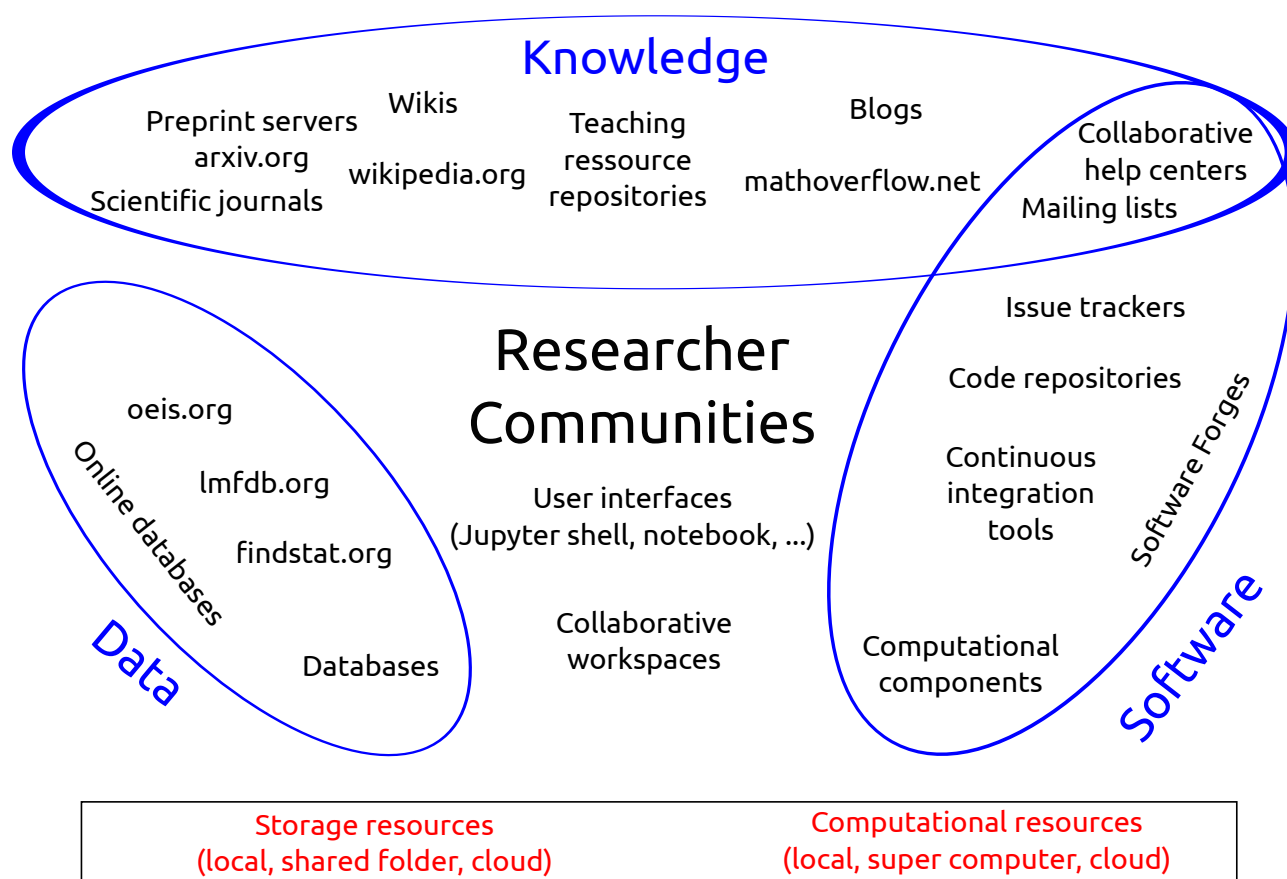 Knowledge
Preprint servers
arxiv.org
Scientific journals
Wikis
wikipedia.org
Teaching
ressource
repositories
Blogs
mathoverflow.net
Collaborative
help centers
Mailing lists
Researcher
Communities
User interfaces
(Jupyter shell, notebook, ...)
Collaborative
workspaces
oeis.org
lmfdb.org
findstat.org
Online databases
Databases
Data
Issue trackers
Code repositories
Continuous
integration
tools
Software Forges
Computational
components
Software
Storage resources
(local, shared folder, cloud)
Computational resources
(local, super computer, cloud)